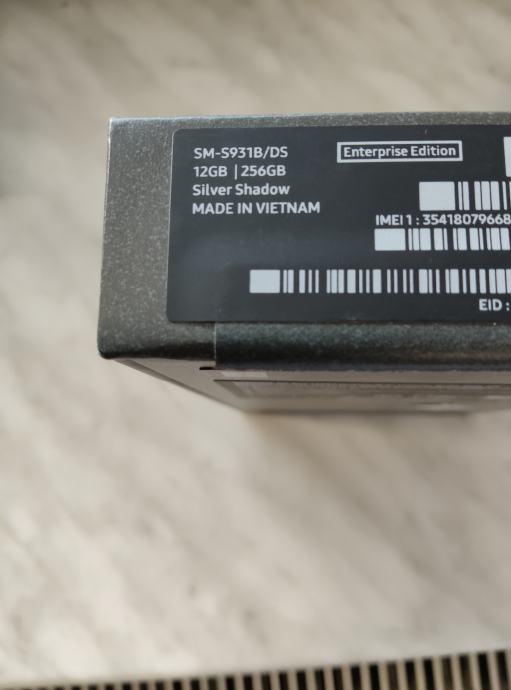 SM-S931B/DS
Enterprise Edition
12GB | 256GB
Silver Shadow
MADE IN VIETNAM
IMEI 1 : 35418079668
EID :